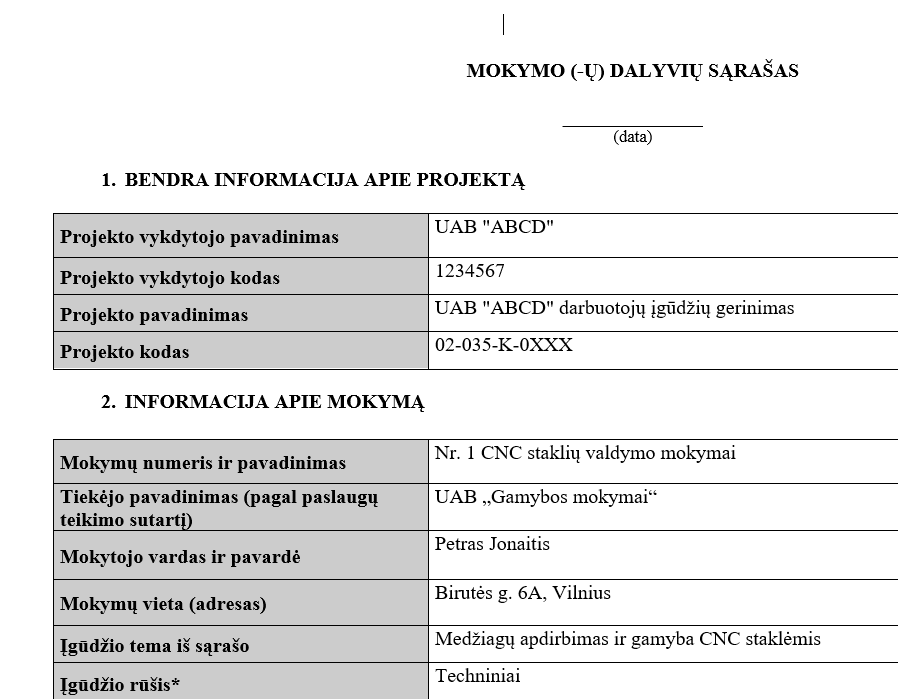 MOKYMO (-Ų) DALYVIŲ SĄRAŠAS
(data)
1. BENDRA INFORMACIJA APIE PROJEKTĄ
Projekto vykdytojo pavadinimas UAB "ABCD"
Projekto vykdytojo kodas 1234567
Projekto pavadinimas UAB "ABCD" darbuotojų įgūdžių gerinimas
Projekto kodas 02-035-K-0XXX
2. INFORMACIJA APIE MOKYMĄ
Mokymų numeris ir pavadinimas Nr. 1 CNC staklių valdymo mokymai
Tiekėjo pavadinimas (pagal paslaugų
teikimo sutartį) UAB „Gamybos mokymai“
Mokytojo vardas ir pavardė Petras Jonaitis
Mokymų vieta (adresas) Birutės g. 6A, Vilnius
Įgūdžio tema iš sąrašo Medžiagų apdirbimas ir gamyba CNC staklėmis
Įgūdžio rūšis* Techniniai